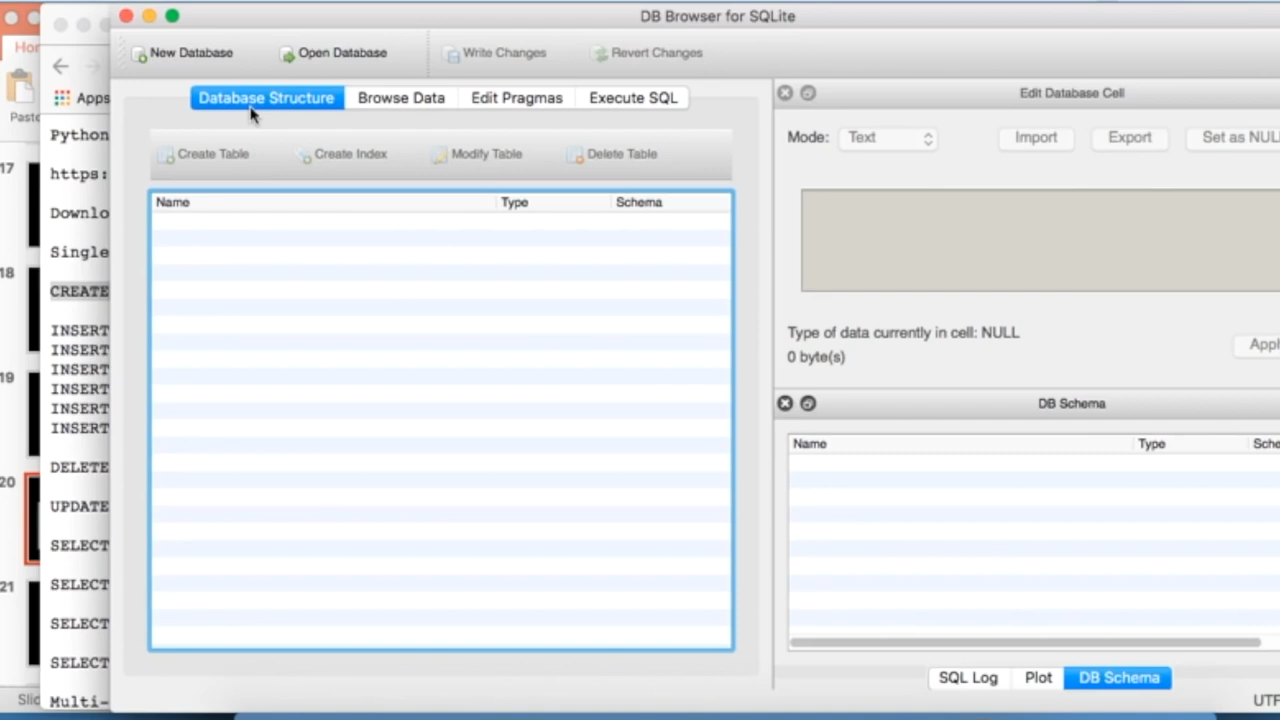 DB Browser for SQLite
New Database
Open Database
Write Changes
Revert Changes
Database Structure
Browse Data
Edit Pragmas
Execute SQL
Create Table
Create Index
Modify Table
Delete Table
Name
Type
Schema
Edit Database Cell
Mode:
Text
Import
Export
Set as NUL
Type of data currently in cell: NULL
0 byte(s)
Appl
DB Schema
Name
Type
Sche
SQL Log
Plot
DB Schema
UTF
Hor
Paste
17
18
19
20
21
Slid
Apps
Python
https:
Downlo
Single
CREATE
INSERT
INSERT
INSERT
INSERT
INSERT
INSERT
DELETE
UPDATE
SELECT
SELECT
SELECT
SELECT
Multi-